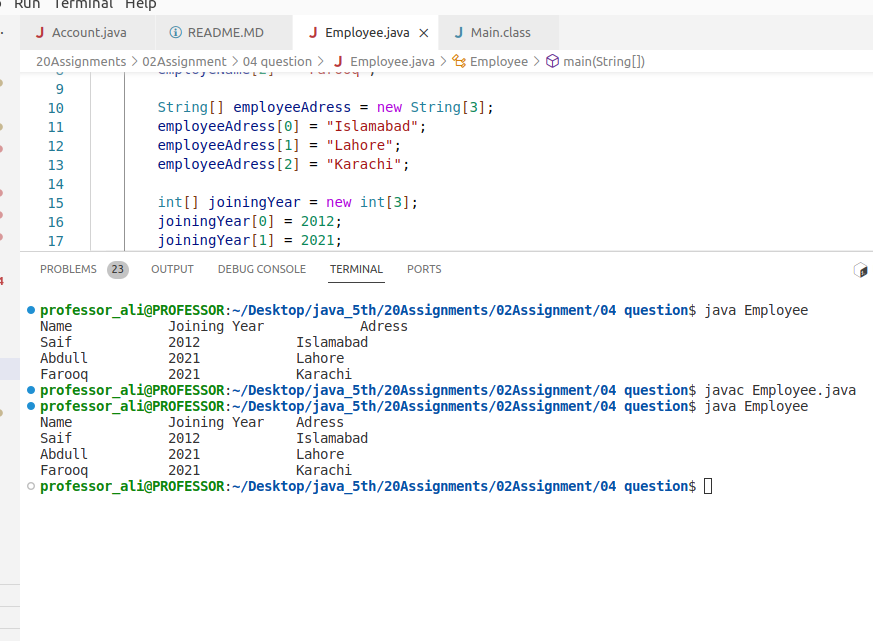 Run Terminal Help
Account.java README.MD Employee.java Main.class
20Assignments > 02Assignment > 04 question > Employee.java > Employee > main(String[])
9
10 String[] employeeAdress = new String[3];
11 employeeAdress[0] = "Islamabad";
12 employeeAdress[1] = "Lahore";
13 employeeAdress[2] = "Karachi";
14
15 int[] joiningYear = new int[3];
16 joiningYear[0] = 2012;
17 joiningYear[1] = 2021;
PROBLEMS 23 OUTPUT DEBUG CONSOLE TERMINAL PORTS
professor_ali@PROFESSOR:~/Desktop/java_5th/20Assignments/02Assignment/04 question$ java Employee
Name Joining Year Adress
Saif 2012 Islamabad
Abdull 2021 Lahore
Farooq 2021 Karachi
professor_ali@PROFESSOR:~/Desktop/java_5th/20Assignments/02Assignment/04 question$ javac Employee.java
professor_ali@PROFESSOR:~/Desktop/java_5th/20Assignments/02Assignment/04 question$ java Employee
Name Joining Year Adress
Saif 2012 Islamabad
Abdull 2021 Lahore
Farooq 2021 Karachi
professor_ali@PROFESSOR:~/Desktop/java_5th/20Assignments/02Assignment/04 question$